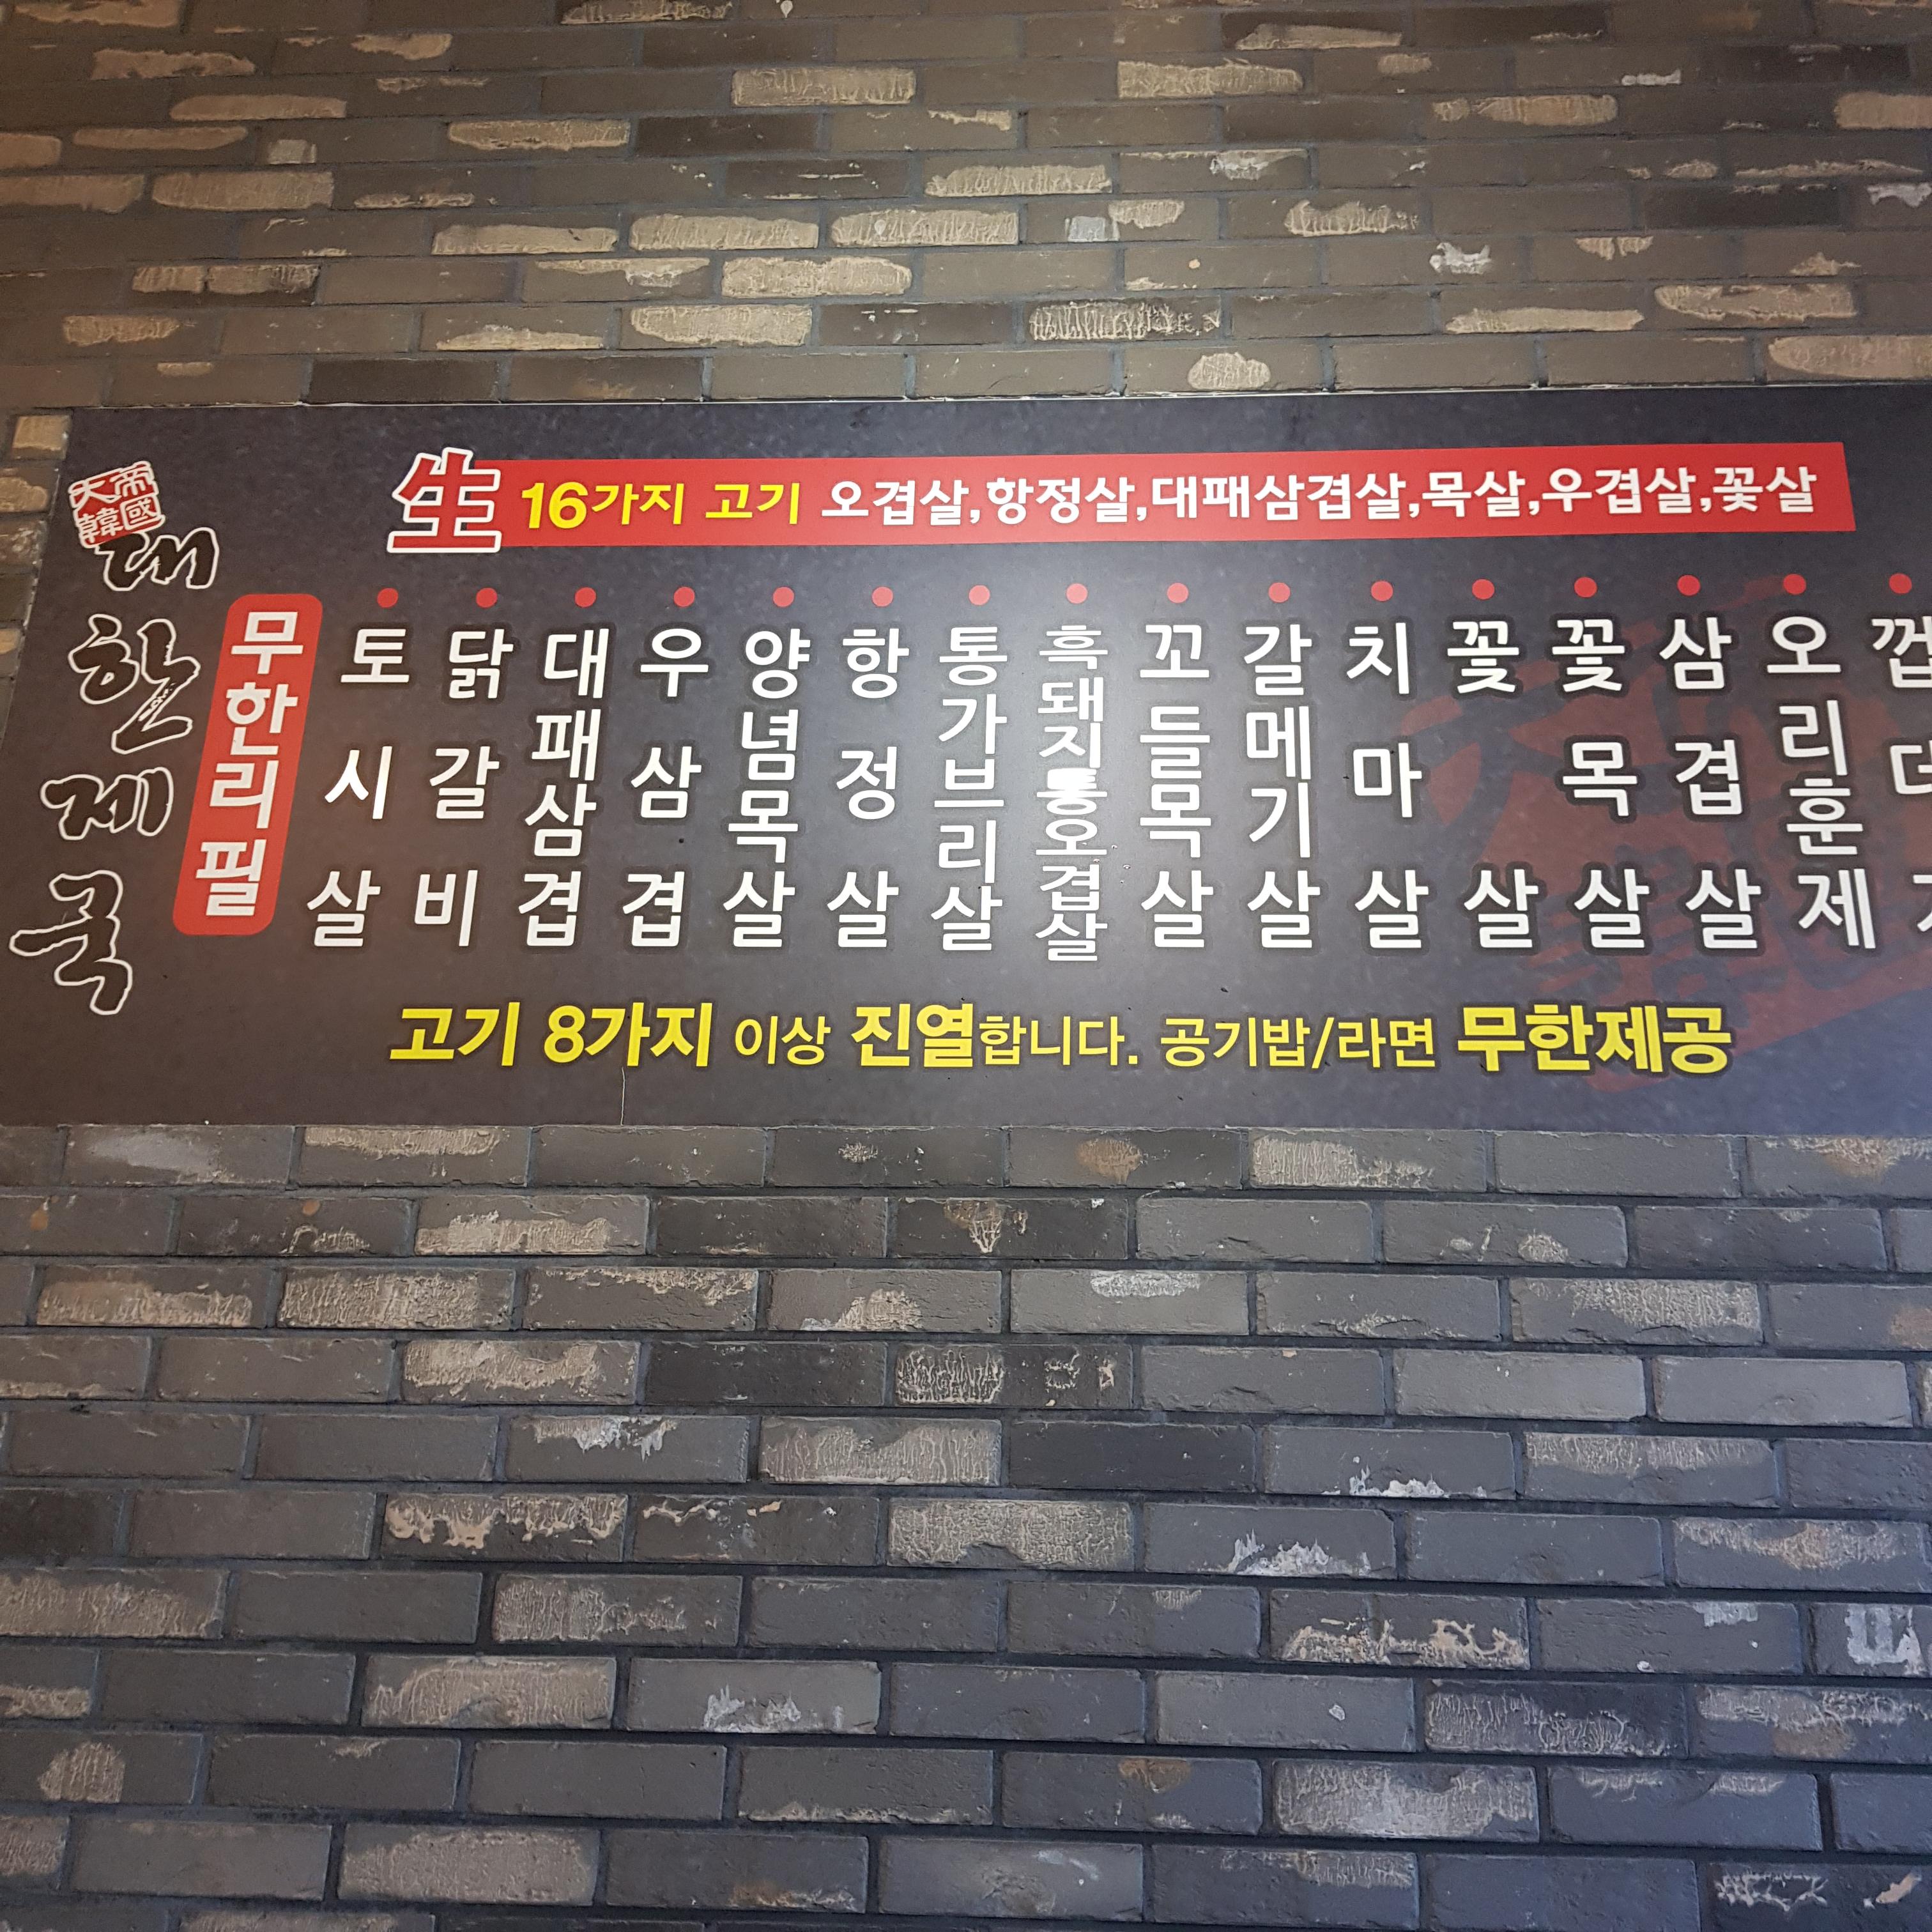 大帝
韓國
대한제국
生 16가지 고기 오겹살,항정살,대패삼겹살,목살,우겹살,꽃살
무한리필
토시살
닭갈비
대패삼겹
우삼겹
양념목살
항정살
통가브리살
흑돼지통오겹살
꼬들목살
갈메기살
치마살
꽃살
꽃목살
삼겹살
오리훈제
고기 8가지 이상 진열합니다. 공기밥/라면 무한제공